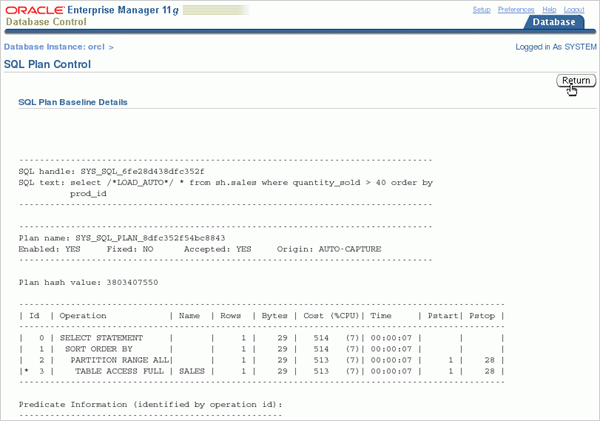 ORACLE Enterprise Manager 11g
Database Control
Setup Preferences Help Logout
Database
Database Instance: orcl >
Logged in As SYSTEM
SQL Plan Control
Return
SQL Plan Baseline Details
--------------------------------------------------------------------------------
SQL handle: SYS_SQL_6fe28d438dfc352f
SQL text: select /*LOAD_AUTO*/ * from sh.sales where quantity_sold > 40 order by
prod_id
--------------------------------------------------------------------------------
--------------------------------------------------------------------------------
Plan name: SYS_SQL_PLAN_8dfc352f54bc8843
Enabled: YES Fixed: NO Accepted: YES Origin: AUTO-CAPTURE
--------------------------------------------------------------------------------
Plan hash value: 3803407550
----------------------------------------------------------------------------------------------
| Id | Operation | Name | Rows | Bytes | Cost (%CPU)| Time | Pstart| Pstop |
----------------------------------------------------------------------------------------------
| 0 | SELECT STATEMENT | | 1 | 29 | 514 (7)| 00:00:07 | | |
| 1 | SORT ORDER BY | | 1 | 29 | 514 (7)| 00:00:07 | | |
| 2 | PARTITION RANGE ALL| | 1 | 29 | 513 (7)| 00:00:07 | 1 | 28 |
|* 3 | TABLE ACCESS FULL | SALES | 1 | 29 | 513 (7)| 00:00:07 | 1 | 28 |
----------------------------------------------------------------------------------------------
Predicate Information (identified by operation id):
---------------------------------------------------